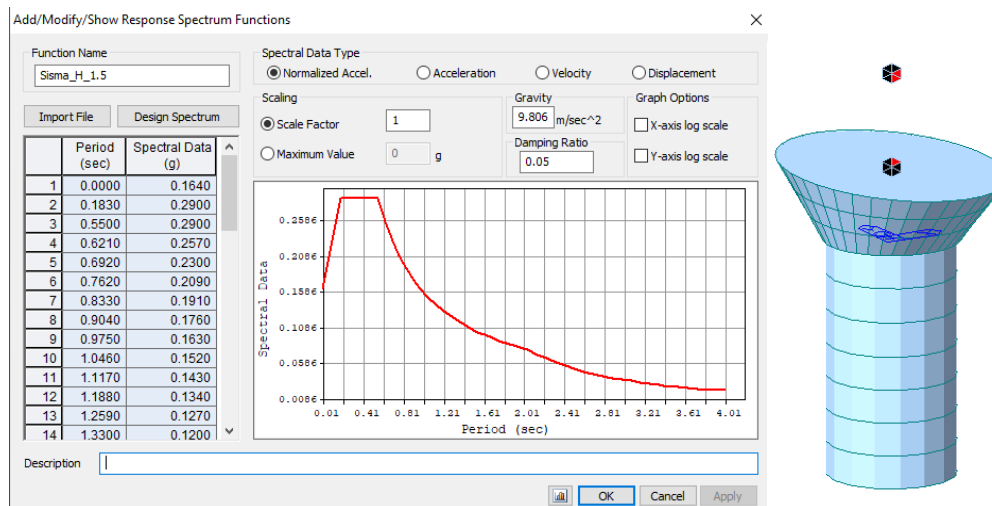 Add/Modify/Show Response Spectrum Functions
Function Name
Sisma_H_1.5
Import File
Design Spectrum
Spectral Data Type
Normalized Accel.
Acceleration
Velocity
Displacement
Scaling
Scale Factor
1
Maximum Value
0
g
Gravity
9.806 m/sec^2
Damping Ratio
0.05
Graph Options
X-axis log scale
Y-axis log scale
Period (sec) Spectral Data (g)
1 0.0000 0.1640
2 0.1830 0.2900
3 0.5500 0.2900
4 0.6210 0.2570
5 0.6920 0.2300
6 0.7620 0.2090
7 0.8330 0.1910
8 0.9040 0.1760
9 0.9750 0.1630
10 1.0460 0.1520
11 1.1170 0.1430
12 1.1880 0.1340
13 1.2590 0.1270
14 1.3300 0.1200
Spectral Data
0.2586
0.2086
0.1586
0.1086
0.0586
0.0086
0.01 0.41 0.81 1.21 1.61 2.01 2.41 2.81 3.21 3.61 4.01
Period (sec)
Description
OK
Cancel
Apply